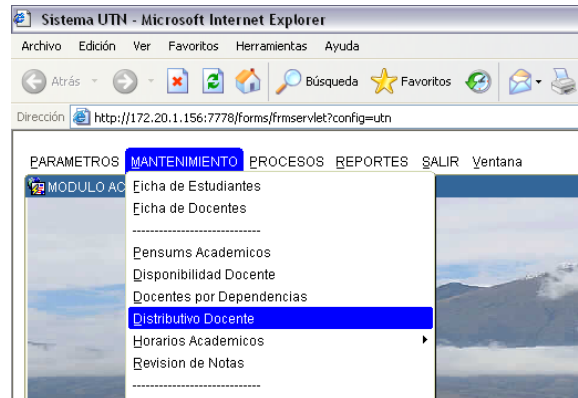 Sistema UTN - Microsoft Internet Explorer
Archivo Edición Ver Favoritos Herramientas Ayuda
Atrás Búsqueda Favoritos
Dirección http://172.20.1.156:7778/forms/frmservlet?config=utn
PARAMETROS MANTENIMIENTO PROCESOS REPORTES SALIR Ventana
MODULO AC
Ficha de Estudiantes
Ficha de Docentes
----------------------------
Pensums Academicos
Disponibilidad Docente
Docentes por Dependencias
Distributivo Docente
Horarios Academicos
Revision de Notas
----------------------------